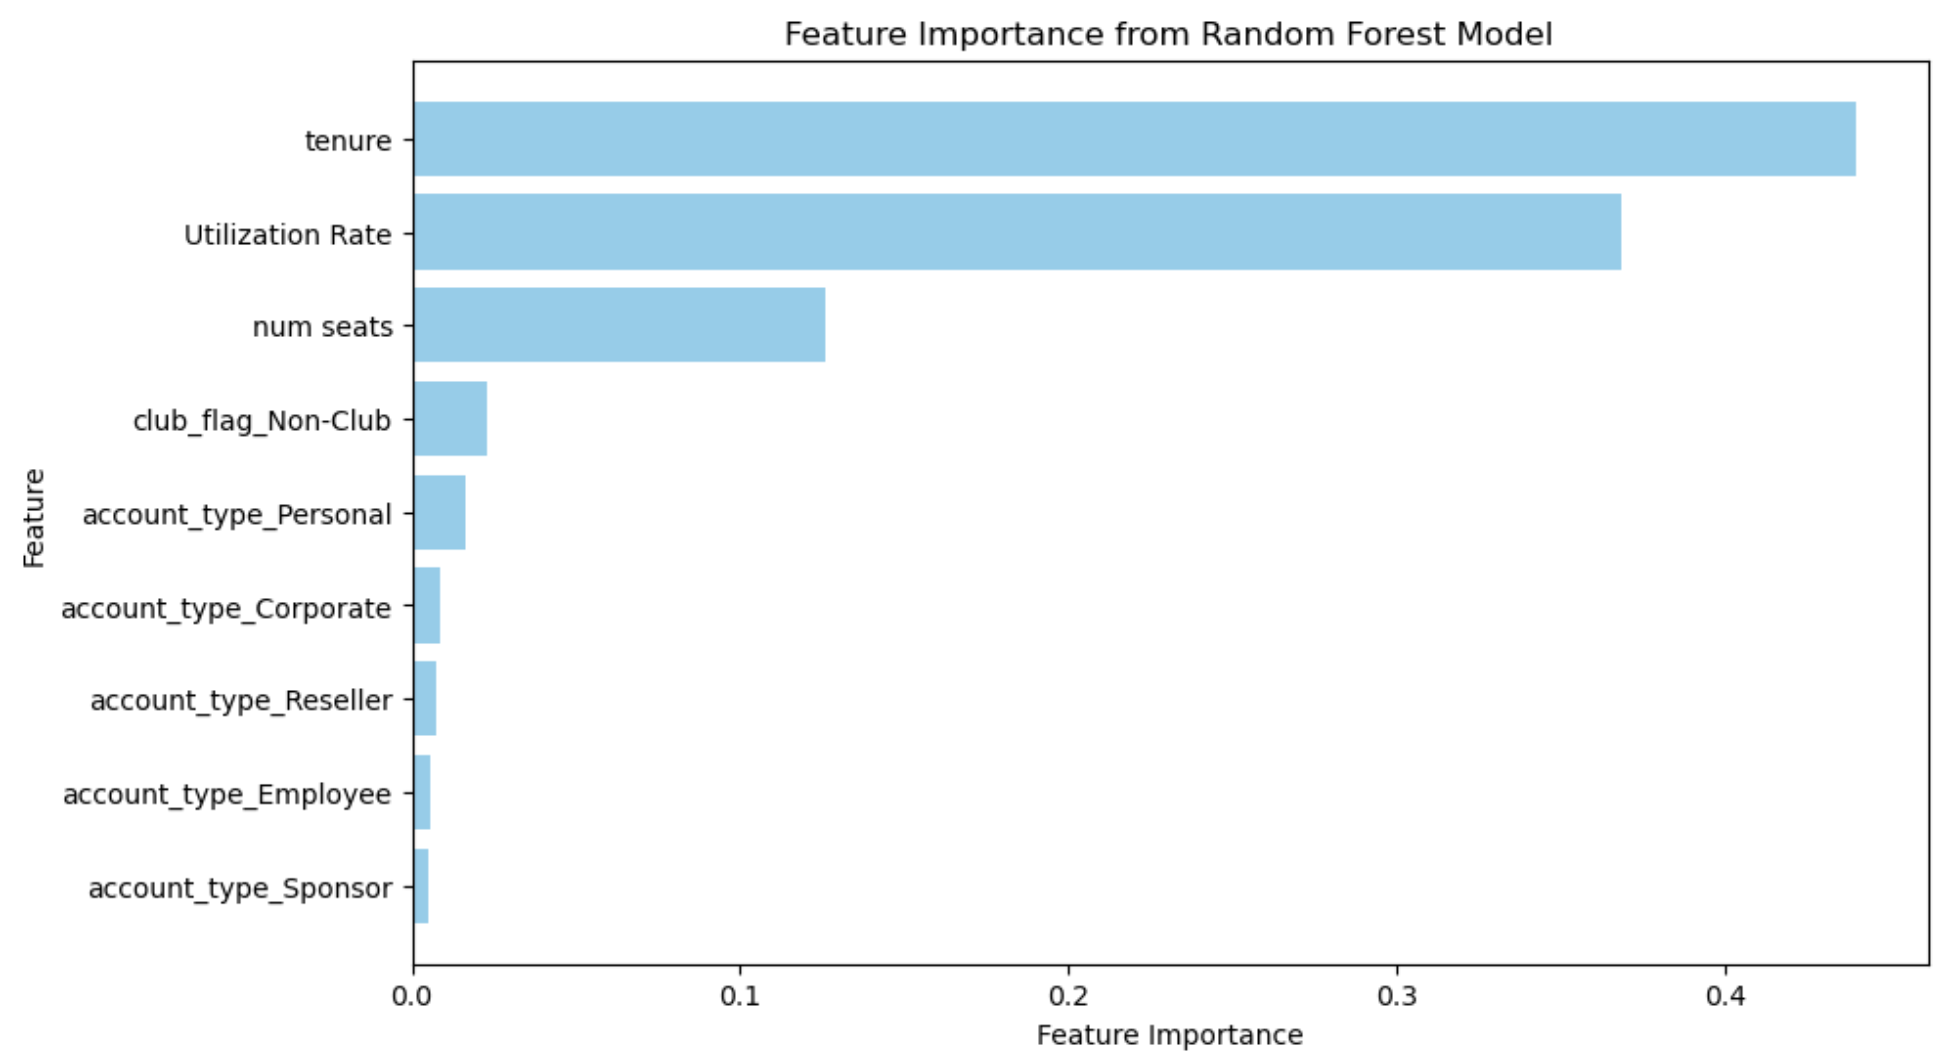 Feature Importance from Random Forest Model
tenure
Utilization Rate
num seats
club_flag_Non-Club
account_type_Personal
account_type_Corporate
account_type_Reseller
account_type_Employee
account_type_Sponsor
Feature
0.0 0.1 0.2 0.3 0.4
Feature Importance